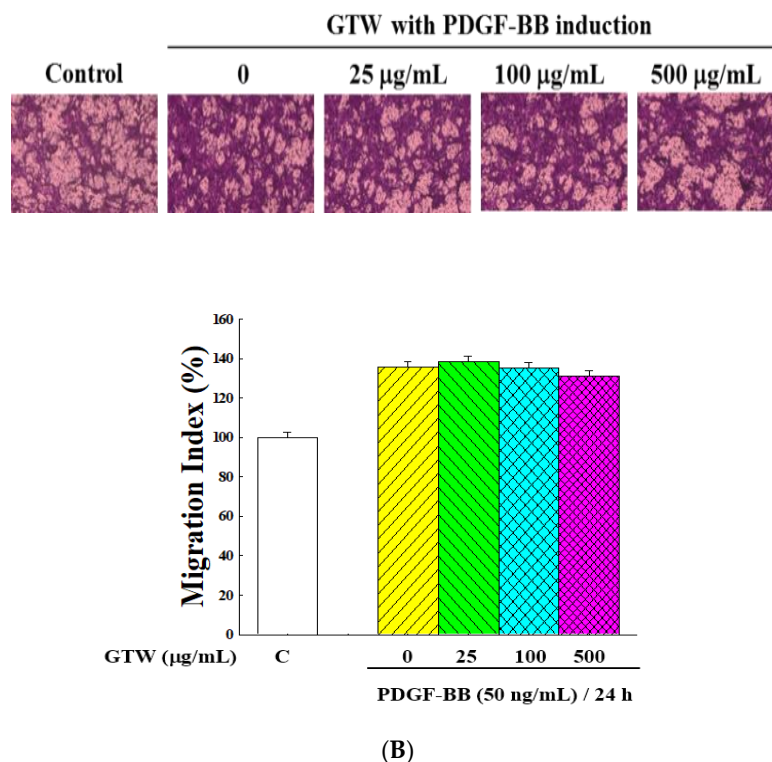 GTW with PDGF-BB induction
Control 0 25 μg/mL 100 μg/mL 500 μg/mL
Migration Index (%)
160
140
120
100
80
60
40
20
0
GTW (μg/mL) C 0 25 100 500
PDGF-BB (50 ng/mL) / 24 h
(B)